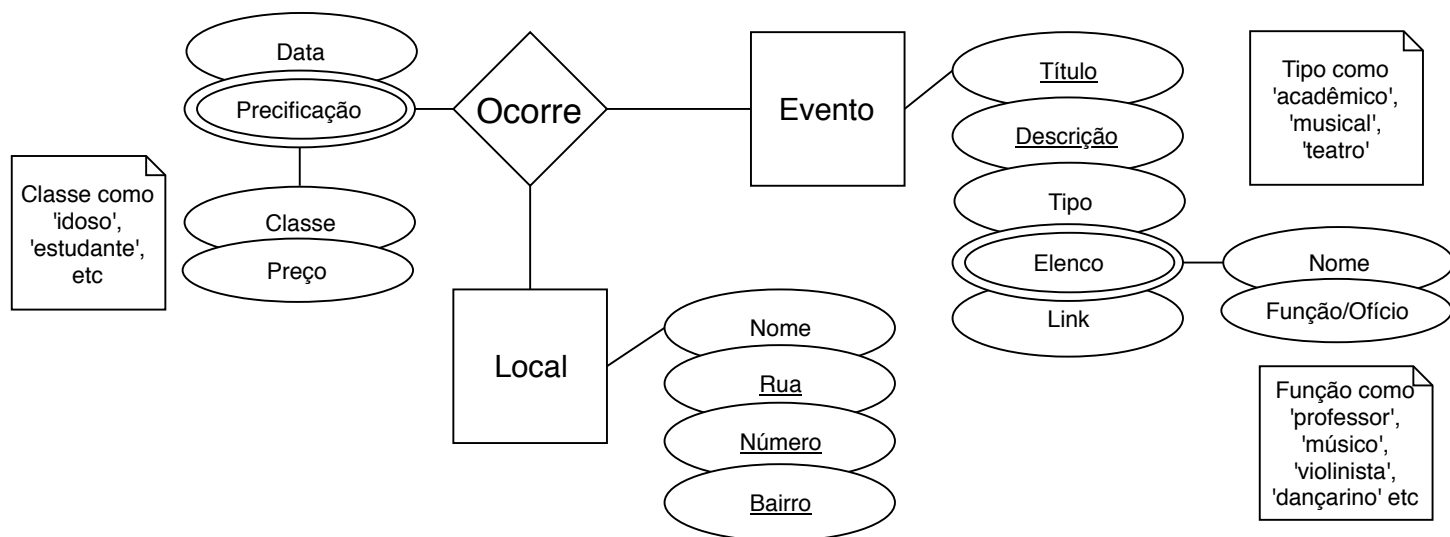 Data
Precificação
Ocorre
Classe como
'idoso',
'estudante',
etc
Classe
Preço
Evento
Título
Descrição
Tipo
Elenco
Link
Tipo como
'acadêmico',
'musical',
'teatro'
Nome
Função/Ofício
Local
Nome
Rua
Número
Bairro
Função como
'professor',
'músico',
'violinista',
'dançarino' etc